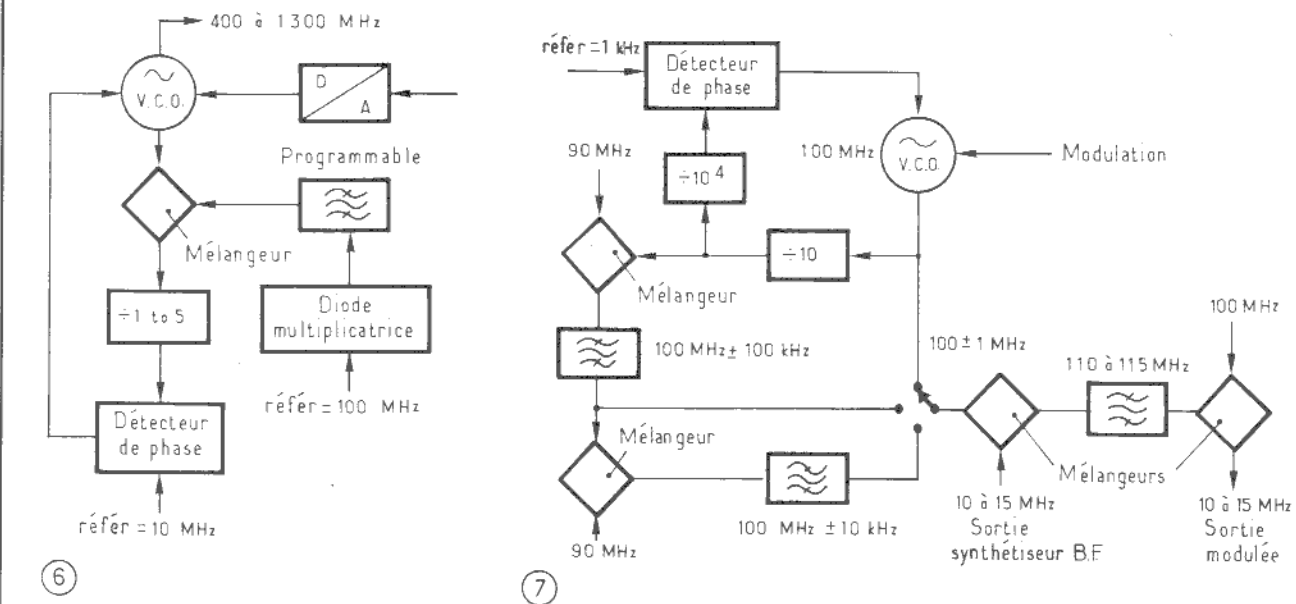 400 à 1300 MHz
V.C.O.
D
A
Programmable
Mélangeur
÷1 to 5
Diode
multiplicatrice
référ = 100 MHz
Détecteur
de phase
référ = 10 MHz
6
référ = 1 kHz
Détecteur
de phase
90 MHz
÷10 4
100 MHz
V.C.O.
Modulation
÷10
Mélangeur
100 MHz ± 100 kHz
100 ± 1 MHz
100 MHz
110 à 115 MHz
Mélangeur
Mélangeurs
100 MHz ± 10 kHz
90 MHz
10 à 15 MHz
Sortie
synthétiseur B.F
10 à 15 MHz
Sortie
modulée
7